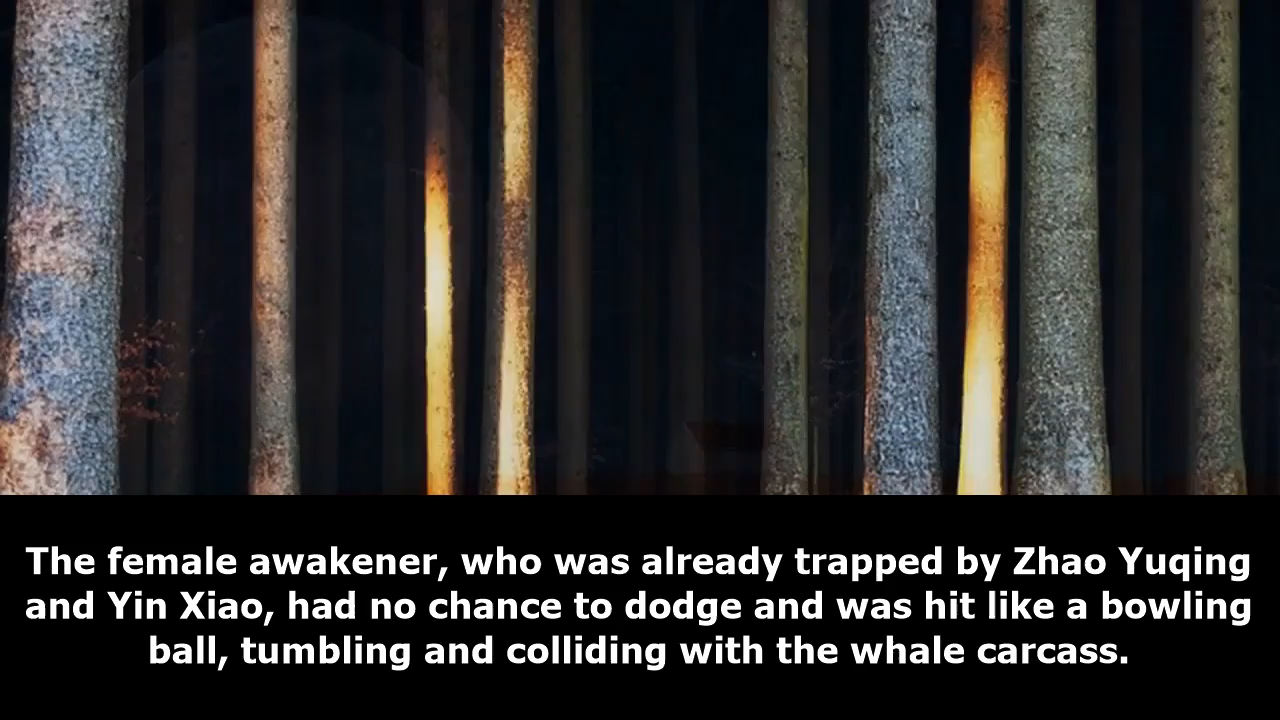 The female awakener, who was already trapped by Zhao Yuqing
and Yin Xiao, had no chance to dodge and was hit like a bowling
ball, tumbling and colliding with the whale carcass.